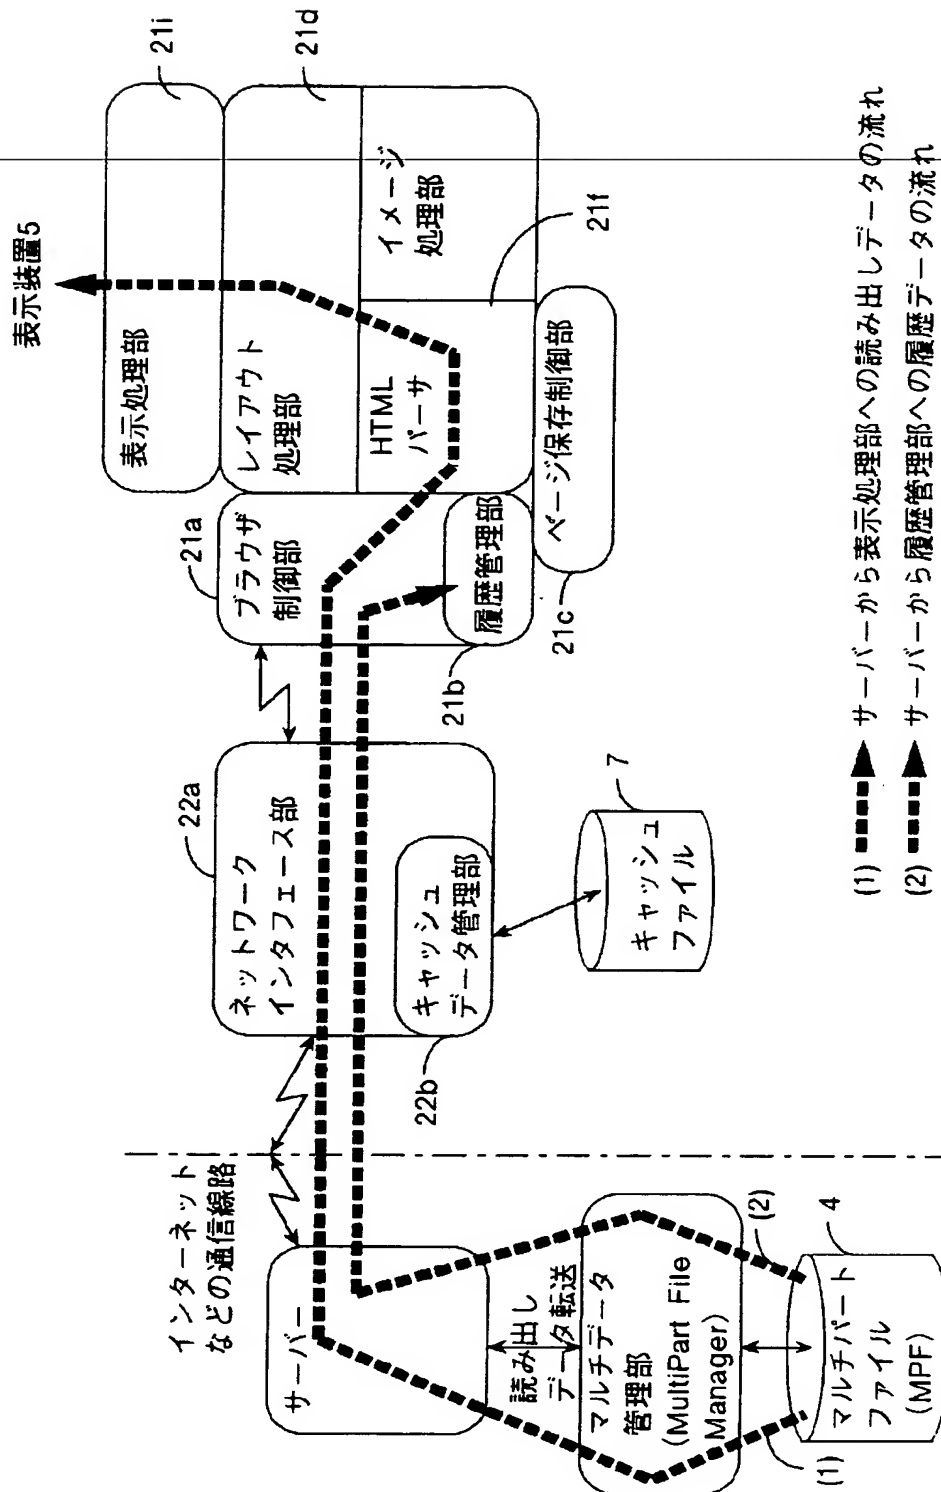 インターネット
などの通信線路
サーバー
読み出し
データ転送
マルチデータ
管理部
(MultiPart File
Manager)
(1)
(2)
4
マルチパート
ファイル
(MPF)
22a
ネットワーク
インタフェース部
キャッシュ
データ管理部
22b
7
キャッシュ
ファイル
21a
ブラウザ
制御部
履歴管理部
21b
21c
ページ保存制御部
表示装置5
表示処理部
21i
レイアウト
処理部
21d
HTML
パーサ
イメージ
処理部
21f
(1) サーバーから表示処理部への読み出しデータの流れ
(2) サーバーから履歴管理部への履歴データの流れ